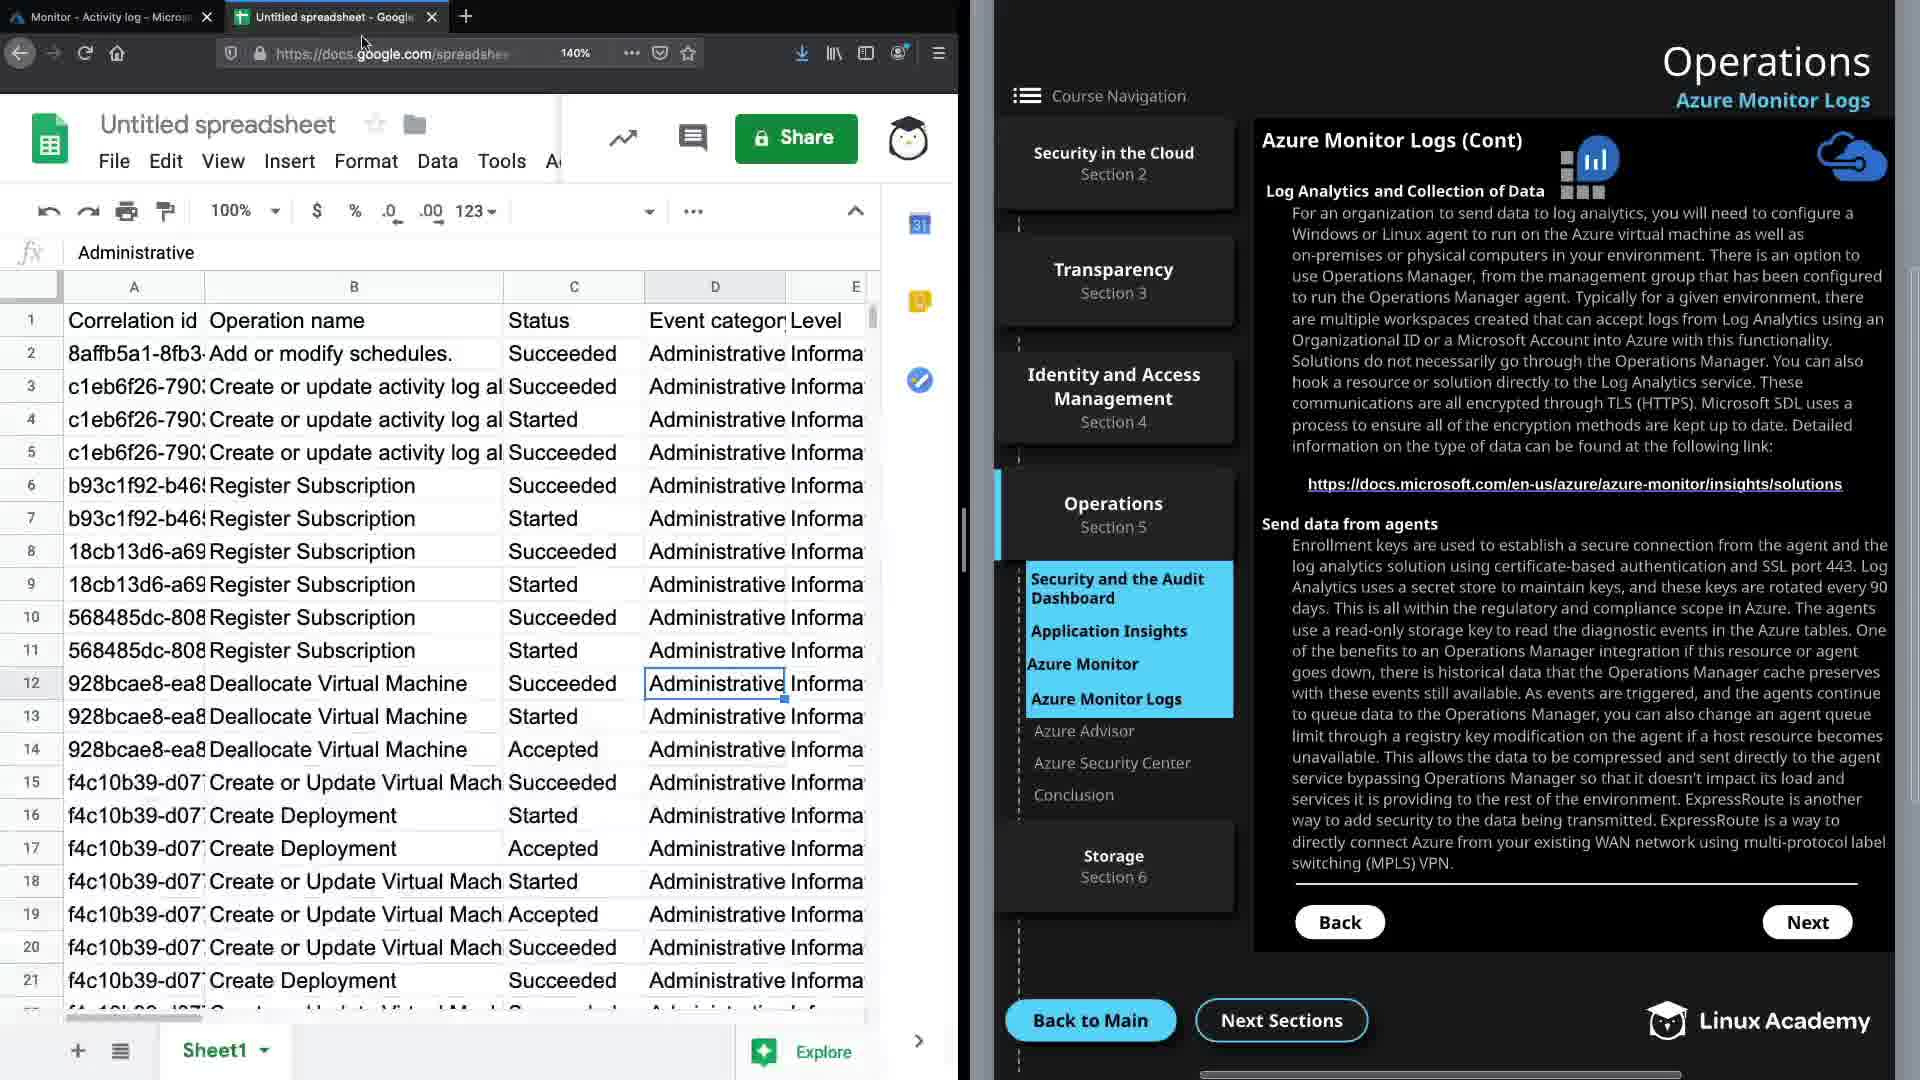 Monitor - Activity log - Micros
Untitled spreadsheet - Google
https://docs.google.com/spreadshe
140%
Untitled spreadsheet
Share
File Edit View Insert Format Data Tools
100% $ % .0 .00 123
31
fx Administrative
A B C D E
1 Correlation id Operation name Status Event categor Level
2 8affb5a1-8fb3- Add or modify schedules. Succeeded Administrative Informa
3 c1eb6f26-790 Create or update activity log al Succeeded Administrative Informa
4 c1eb6f26-790 Create or update activity log al Started Administrative Informa
5 c1eb6f26-790 Create or update activity log al Succeeded Administrative Informa
6 b93c1f92-b46 Register Subscription Succeeded Administrative Informa
7 b93c1f92-b46 Register Subscription Started Administrative Informa
8 18cb13d6-a69 Register Subscription Succeeded Administrative Informa
9 18cb13d6-a69 Register Subscription Started Administrative Informa
10 568485dc-808 Register Subscription Succeeded Administrative Informa
11 568485dc-808 Register Subscription Started Administrative Informa
12 928bcae8-ea8 Deallocate Virtual Machine Succeeded Administrative Informa
13 928bcae8-ea8 Deallocate Virtual Machine Started Administrative Informa
14 928bcae8-ea8 Deallocate Virtual Machine Accepted Administrative Informa
15 f4c10b39-d07 Create or Update Virtual Mach Succeeded Administrative Informa
16 f4c10b39-d07 Create Deployment Started Administrative Informa
17 f4c10b39-d07 Create Deployment Accepted Administrative Informa
18 f4c10b39-d07 Create or Update Virtual Mach Started Administrative Informa
19 f4c10b39-d07 Create or Update Virtual Mach Accepted Administrative Informa
20 f4c10b39-d07 Create or Update Virtual Mach Succeeded Administrative Informa
21 f4c10b39-d07 Create Deployment Succeeded Administrative Informa
Sheet1
Explore
Operations
Azure Monitor Logs
Course Navigation
Security in the Cloud
Section 2
Transparency
Section 3
Identity and Access
Management
Section 4
Operations
Section 5
Security and the Audit
Dashboard
Application Insights
Azure Monitor
Azure Monitor Logs
Azure Advisor
Azure Security Center
Conclusion
Storage
Section 6
Azure Monitor Logs (Cont)
Log Analytics and Collection of Data
For an organization to send data to log analytics, you will need to configure a
Windows or Linux agent to run on the Azure virtual machine as well as
on-premises or physical computers in your environment. There is an option to
use Operations Manager, from the management group that has been configured
to run the Operations Manager agent. Typically for a given environment, there
are multiple workspaces created that can accept logs from Log Analytics using an
Organizational ID or a Microsoft Account into Azure with this functionality.
Solutions do not necessarily go through the Operations Manager. You can also
hook a resource or solution directly to the Log Analytics service. These
communications are all encrypted through TLS (HTTPS). Microsoft SDL uses a
process to ensure all of the encryption methods are kept up to date. Detailed
information on the type of data can be found at the following link:
https://docs.microsoft.com/en-us/azure/azure-monitor/insights/solutions
Send data from agents
Enrollment keys are used to establish a secure connection from the agent and the
log analytics solution using certificate-based authentication and SSL port 443. Log
Analytics uses a secret store to maintain keys, and these keys are rotated every 90
days. This is all within the regulatory and compliance scope in Azure. The agents
use a read-only storage key to read the diagnostic events in the Azure tables. One
of the benefits to an Operations Manager integration if this resource or agent
goes down, there is historical data that the Operations Manager cache preserves
with these events still available. As events are triggered, and the agents continue
to queue data to the Operations Manager, you can also change an agent queue
limit through a registry key modification on the agent if a host resource becomes
unavailable. This allows the data to be compressed and sent directly to the agent
service bypassing Operations Manager so that it doesn't impact its load and
services it is providing to the rest of the environment. ExpressRoute is another
way to add security to the data being transmitted. ExpressRoute is a way to
directly connect Azure from your existing WAN network using multi-protocol label
switching (MPLS) VPN.
Back
Next
Back to Main
Next Sections
Linux Academy